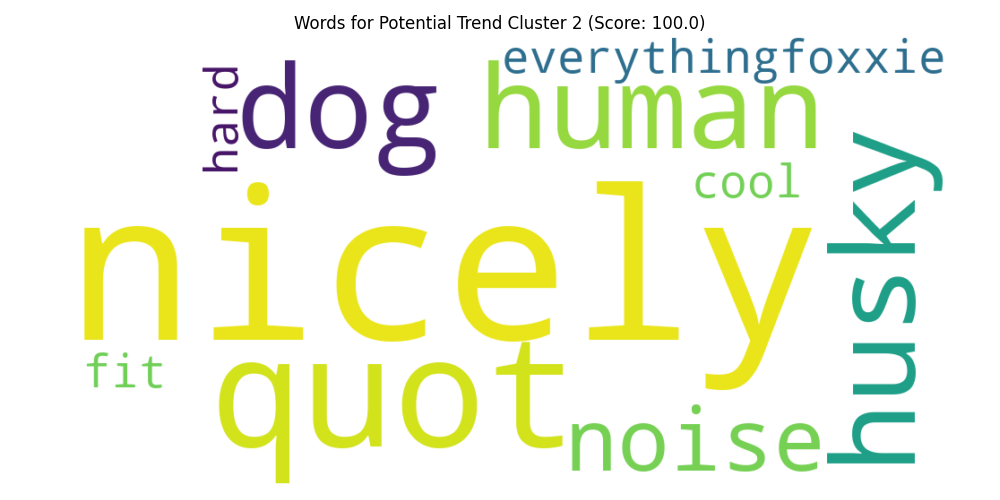 Words for Potential Trend Cluster 2 (Score: 100.0)
everythingfoxxie
hard
dog
human
cool
husky
nicely
fit
quot
noise